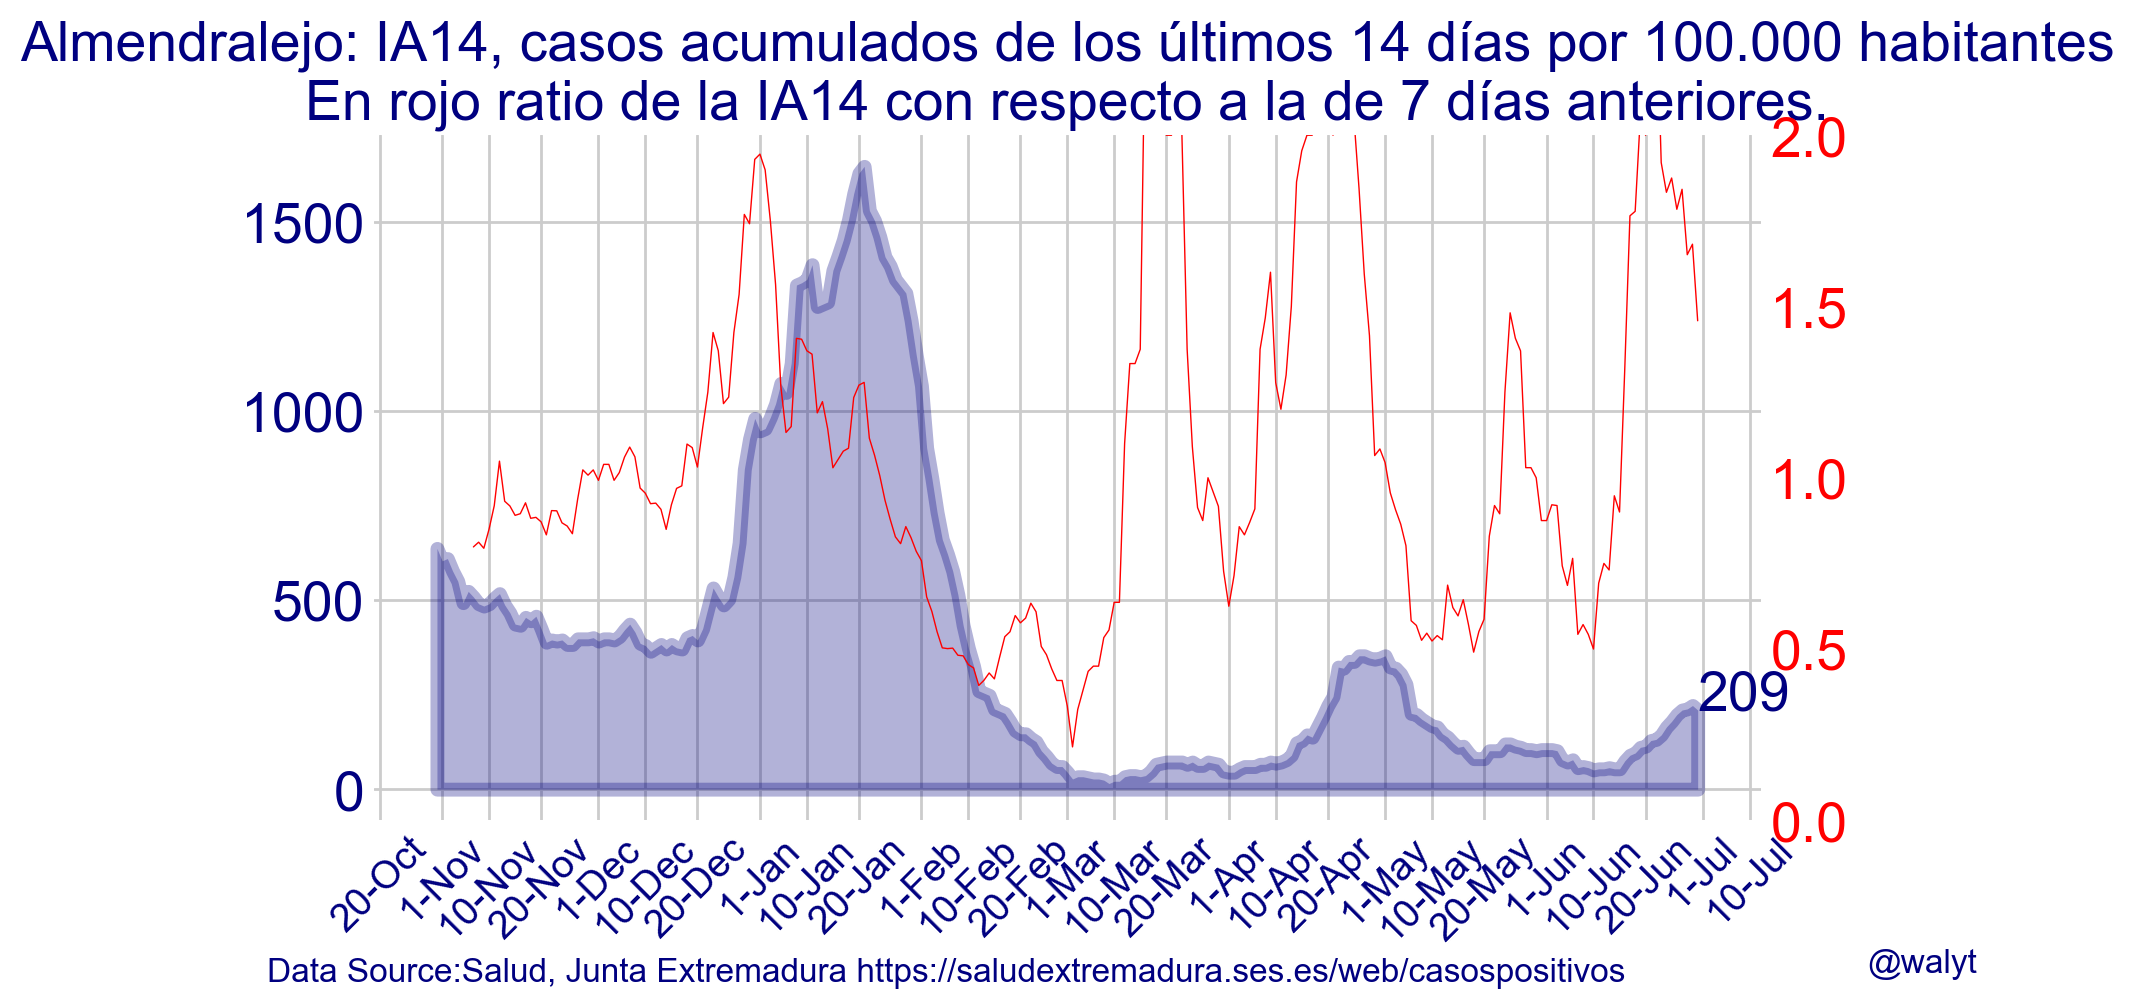 Almendralejo: IA14, casos acumulados de los últimos 14 días por 100.000 habitantes
En rojo ratio de la IA14 con respecto a la de 7 días anteriores.
2.0
1500
1.5
1000
1.0
500
0.5
209
0
0.0
20-Oct
1-Nov
10-Nov
20-Nov
1-Dec
10-Dec
20-Dec
1-Jan
10-Jan
20-Jan
1-Feb
10-Feb
20-Feb
1-Mar
10-Mar
20-Mar
1-Apr
10-Apr
20-Apr
1-May
10-May
20-May
1-Jun
10-Jun
20-Jun
1-Jul
10-Jul
Data Source:Salud, Junta Extremadura https://saludextremadura.ses.es/web/casospositivos
@walyt